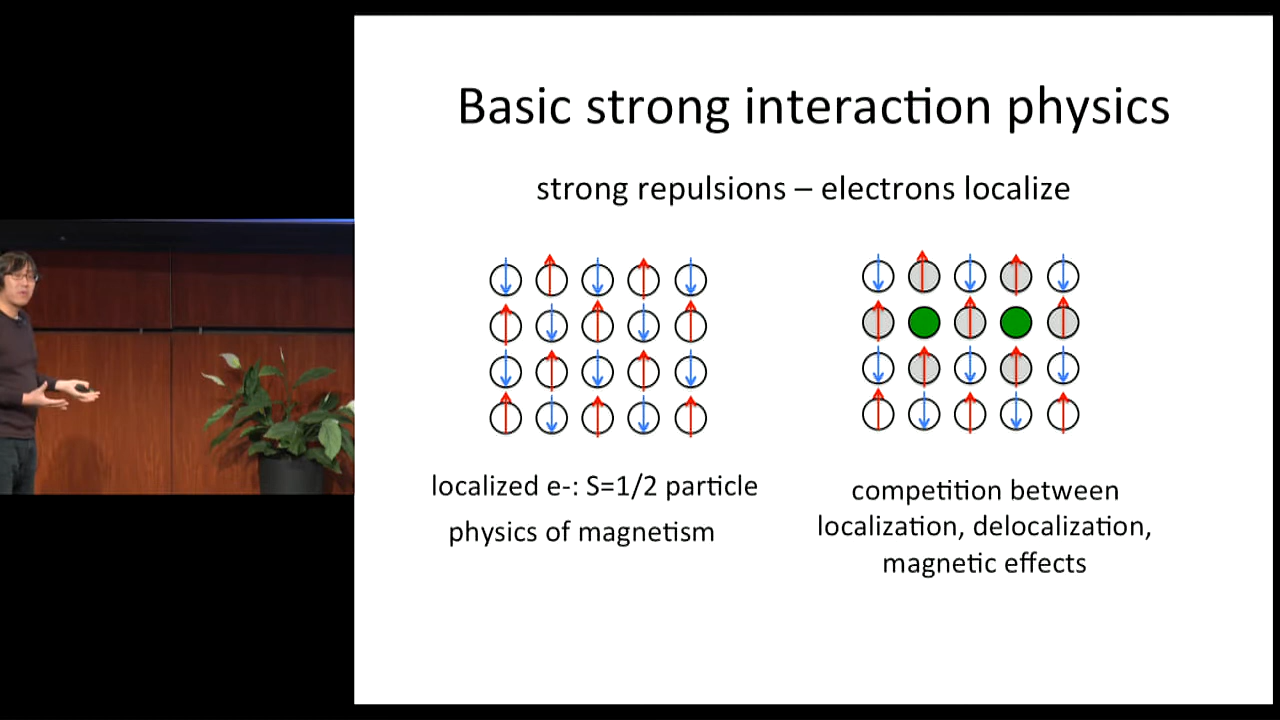 Basic strong interaction physics
strong repulsions – electrons localize
localized e-: S=1/2 particle
physics of magnetism
competition between
localization, delocalization,
magnetic effects